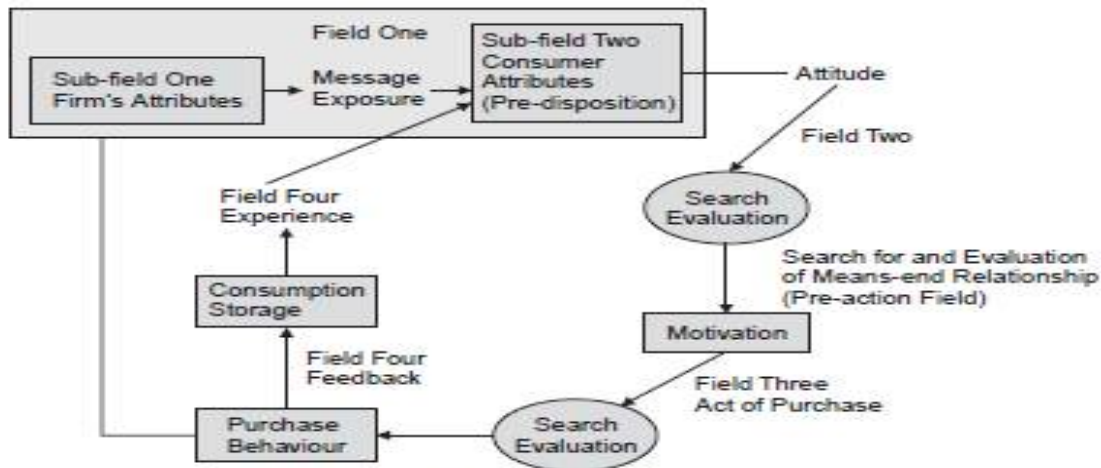 Field One
Sub-field One
Firm's Attributes
Message
Exposure
Sub-field Two
Consumer
Attributes
(Pre-disposition)
Attitude
Field Two
Search
Evaluation
Search for and Evaluation
of Means-end Relationship
(Pre-action Field)
Motivation
Field Three
Act of Purchase
Search
Evaluation
Purchase
Behaviour
Field Four
Feedback
Consumption
Storage
Field Four
Experience